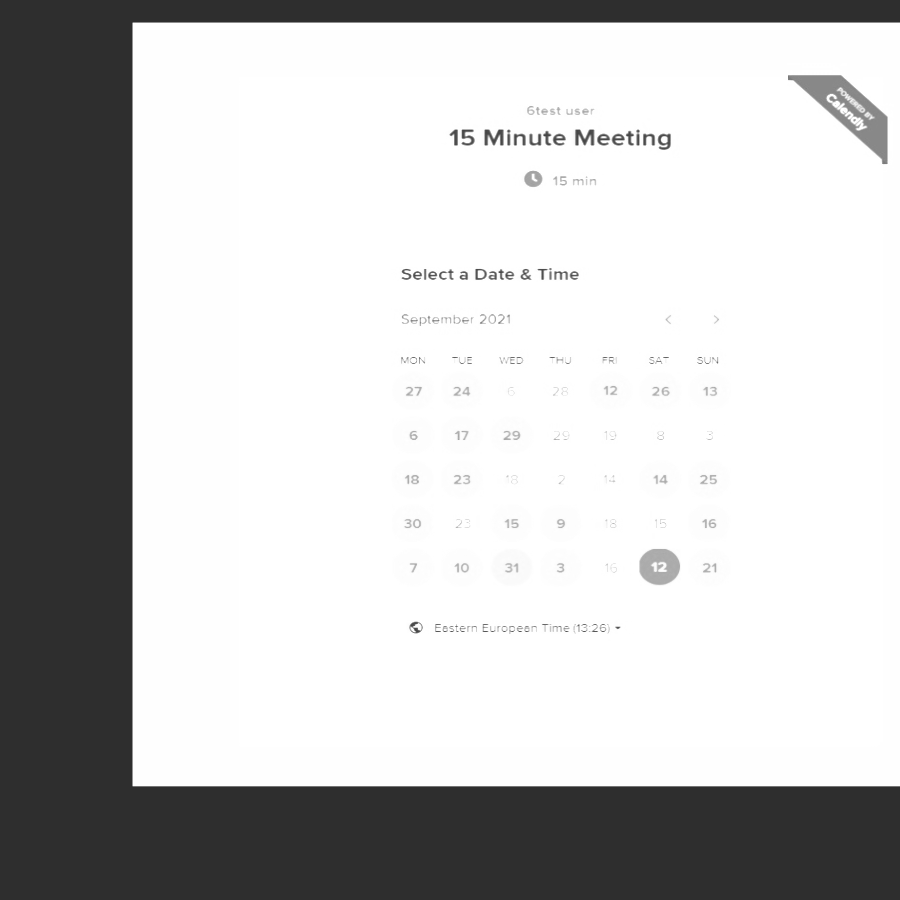 POWERED BY
Calendly
6test user
15 Minute Meeting
15 min
Select a Date & Time
September 2021
MON TUE WED THU FRI SAT SUN
27 24 6 28 12 26 13
6 17 29 29 19 8 3
18 23 18 2 14 14 25
30 23 15 9 18 15 16
7 10 31 3 16 12 21
Eastern European Time (13:26)